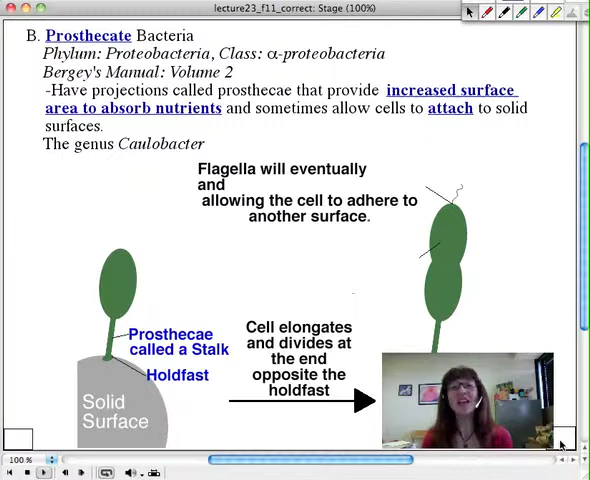 lecture23_f11_correct: Stage (100%)
B. Prosthecate Bacteria
Phylum: Proteobacteria, Class: α-proteobacteria
Bergey's Manual: Volume 2
-Have projections called prosthecae that provide increased surface
area to absorb nutrients and sometimes allow cells to attach to solid
surfaces.
The genus Caulobacter
Flagella will eventually
and
allowing the cell to adhere to
another surface.
Prosthecae
called a Stalk
Holdfast
Solid
Surface
Cell elongates
and divides at
the end
opposite the
holdfast
100 %